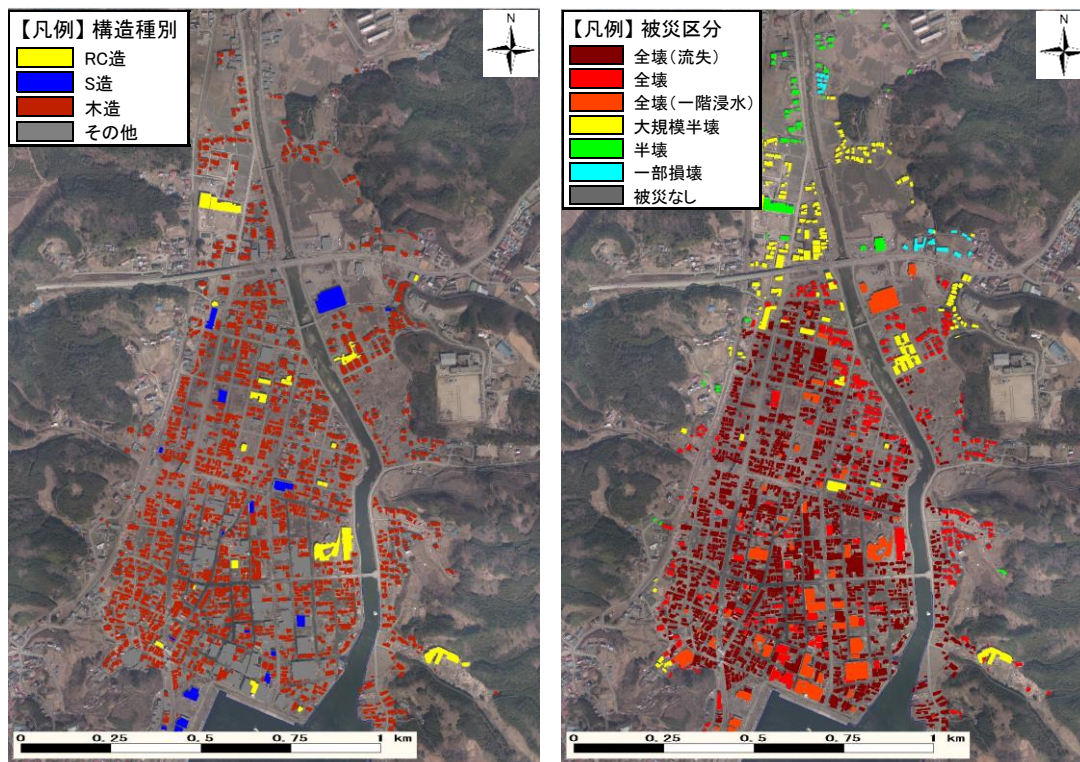 【凡例】構造種別
RC造
S造
木造
その他
N
0 0.25 0.5 0.75 1 km
【凡例】被災区分
全壊(流失)
全壊
全壊(一階浸水)
大規模半壊
半壊
一部損壊
被災なし
N
0 0.25 0.5 0.75 1 km